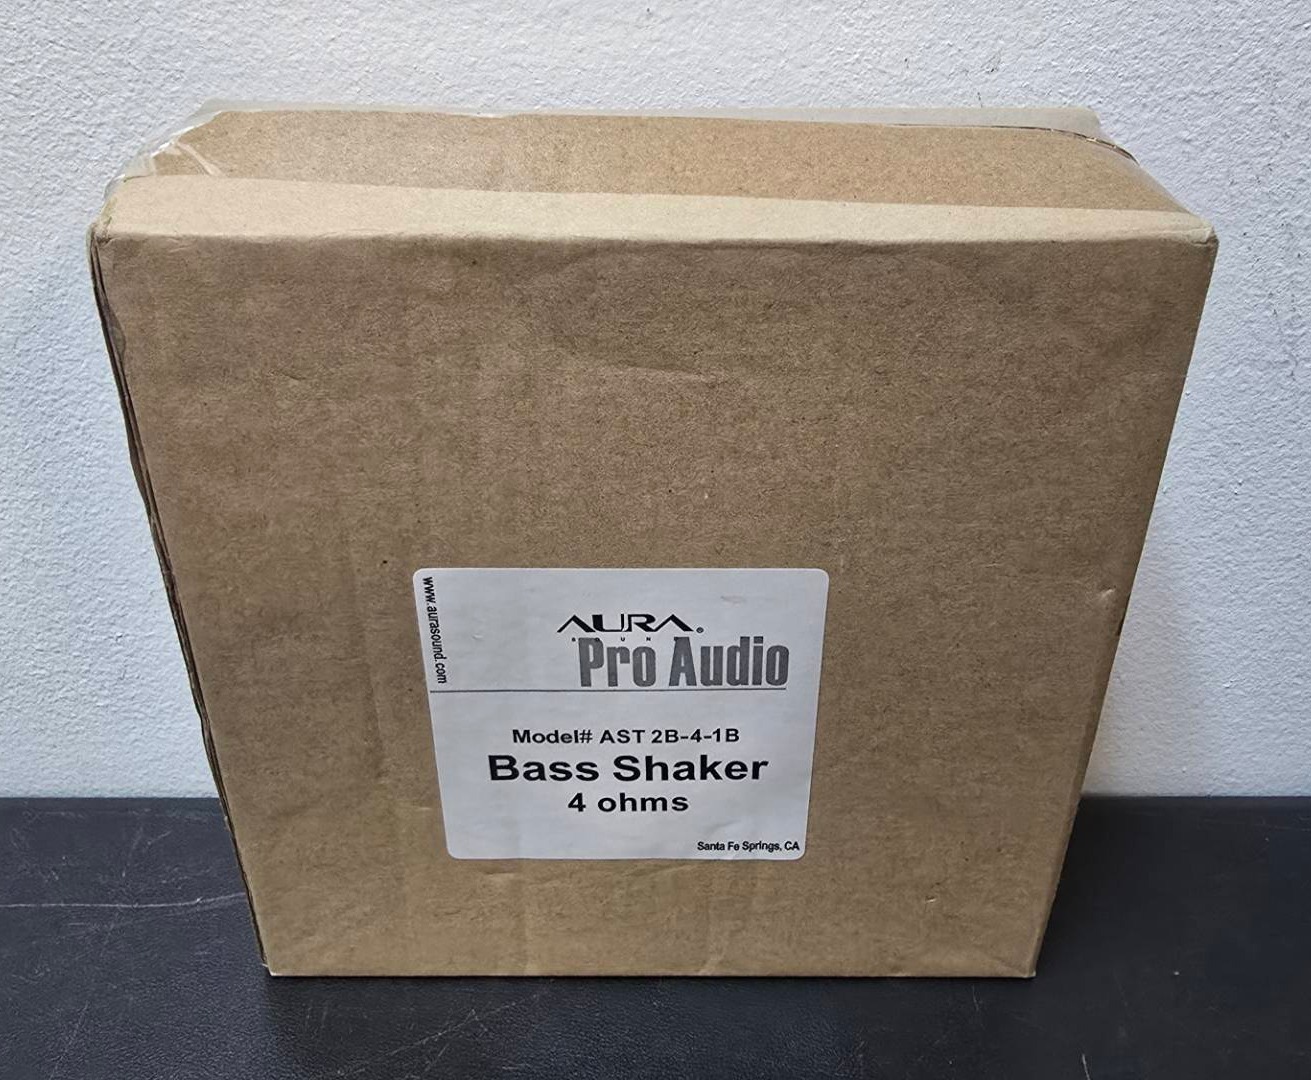 www.aurasound.com
AURA®
SOUND
Pro Audio
Model# AST 2B-4-1B
Bass Shaker
4 ohms
Santa Fe Springs, CA